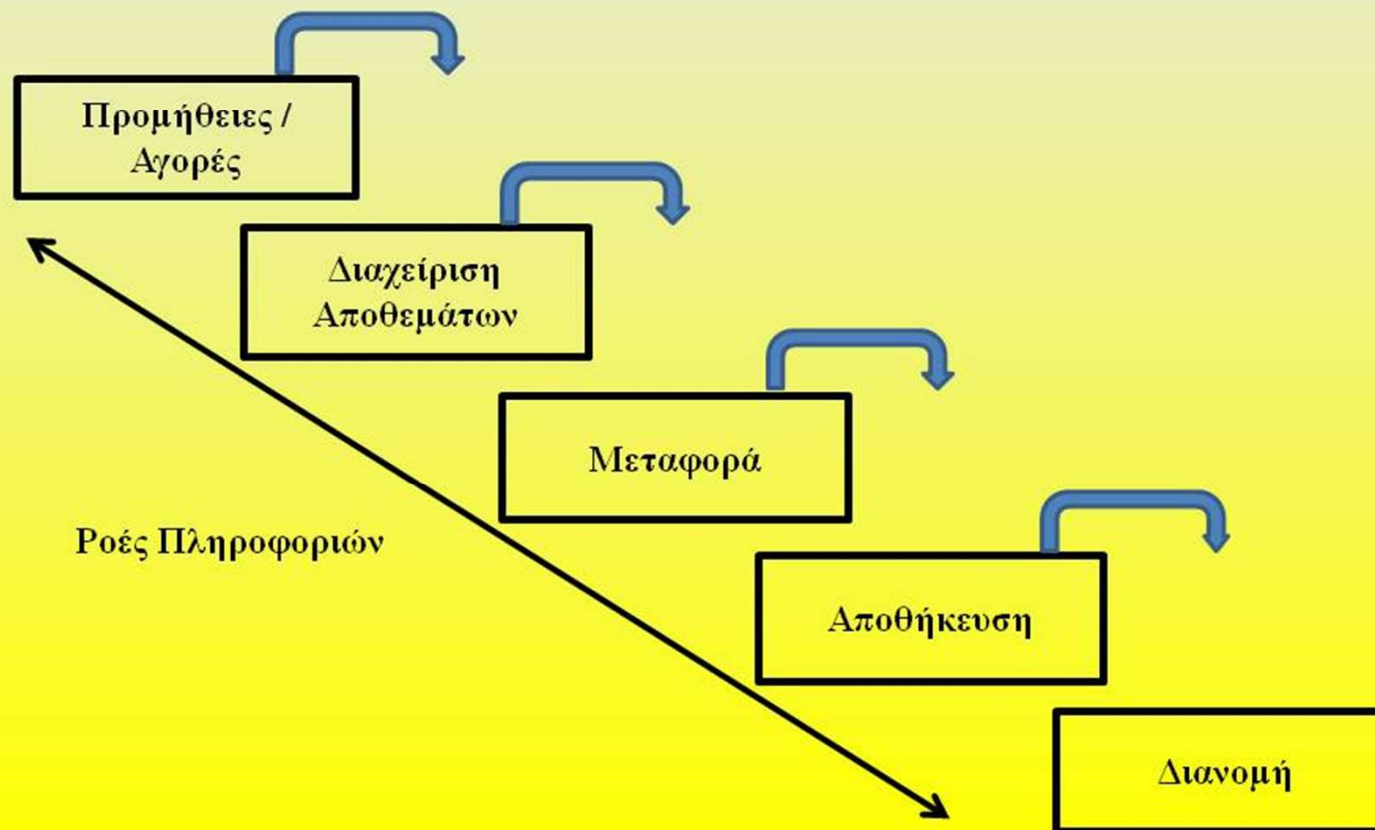 Προμήθειες /
Αγορές
Διαχείριση
Αποθεμάτων
Μεταφορά
Ροές Πληροφοριών
Αποθήκευση
Διανομή